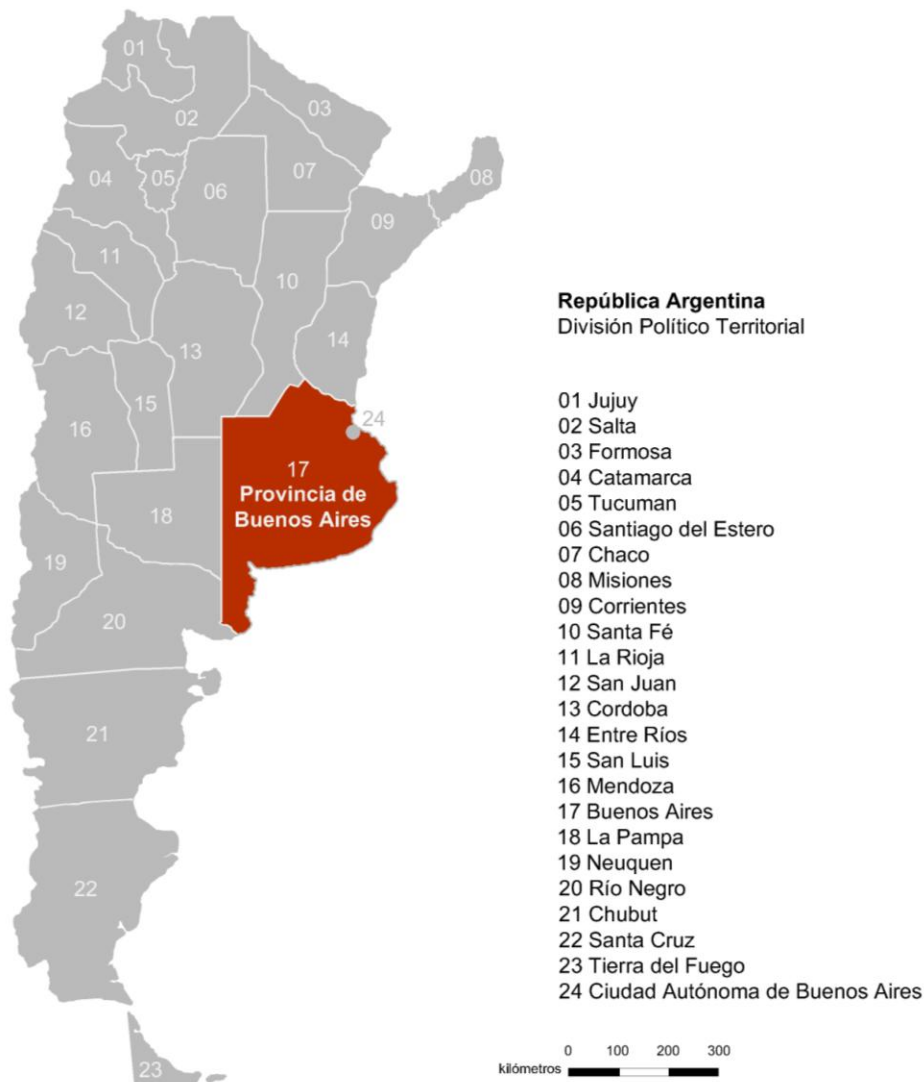 01
02
03
04
05
06
07
08
09
10
11
12
13
14
15
16
17
Provincia de
Buenos Aires
24
18
19
20
21
22
23
República Argentina
División Político Territorial
01 Jujuy
02 Salta
03 Formosa
04 Catamarca
05 Tucuman
06 Santiago del Estero
07 Chaco
08 Misiones
09 Corrientes
10 Santa Fé
11 La Rioja
12 San Juan
13 Cordoba
14 Entre Ríos
15 San Luis
16 Mendoza
17 Buenos Aires
18 La Pampa
19 Neuquen
20 Río Negro
21 Chubut
22 Santa Cruz
23 Tierra del Fuego
24 Ciudad Autónoma de Buenos Aires
kilómetros 0 100 200 300